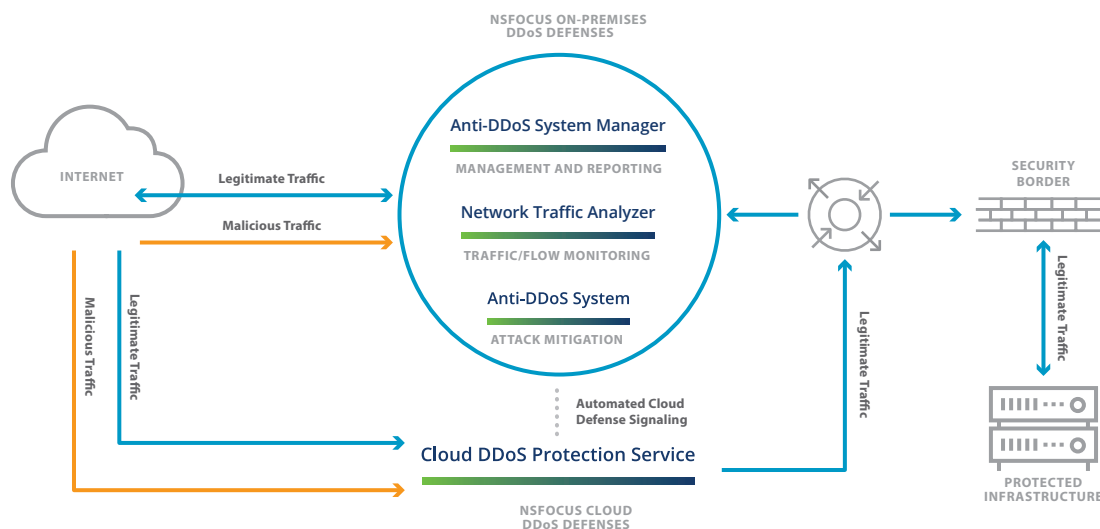 NSFOCUS ON-PREMISES
DDoS DEFENSES
Anti-DDoS System Manager
MANAGEMENT AND REPORTING
INTERNET
Legitimate Traffic
Malicious Traffic
Network Traffic Analyzer
TRAFFIC/FLOW MONITORING
Anti-DDoS System
ATTACK MITIGATION
SECURITY
BORDER
Malicious Traffic
Legitimate Traffic
Legitimate Traffic
Legitimate Traffic
Automated Cloud
Defense Signaling
Cloud DDoS Protection Service
NSFOCUS CLOUD
DDoS DEFENSES
PROTECTED
INFRASTRUCTURE